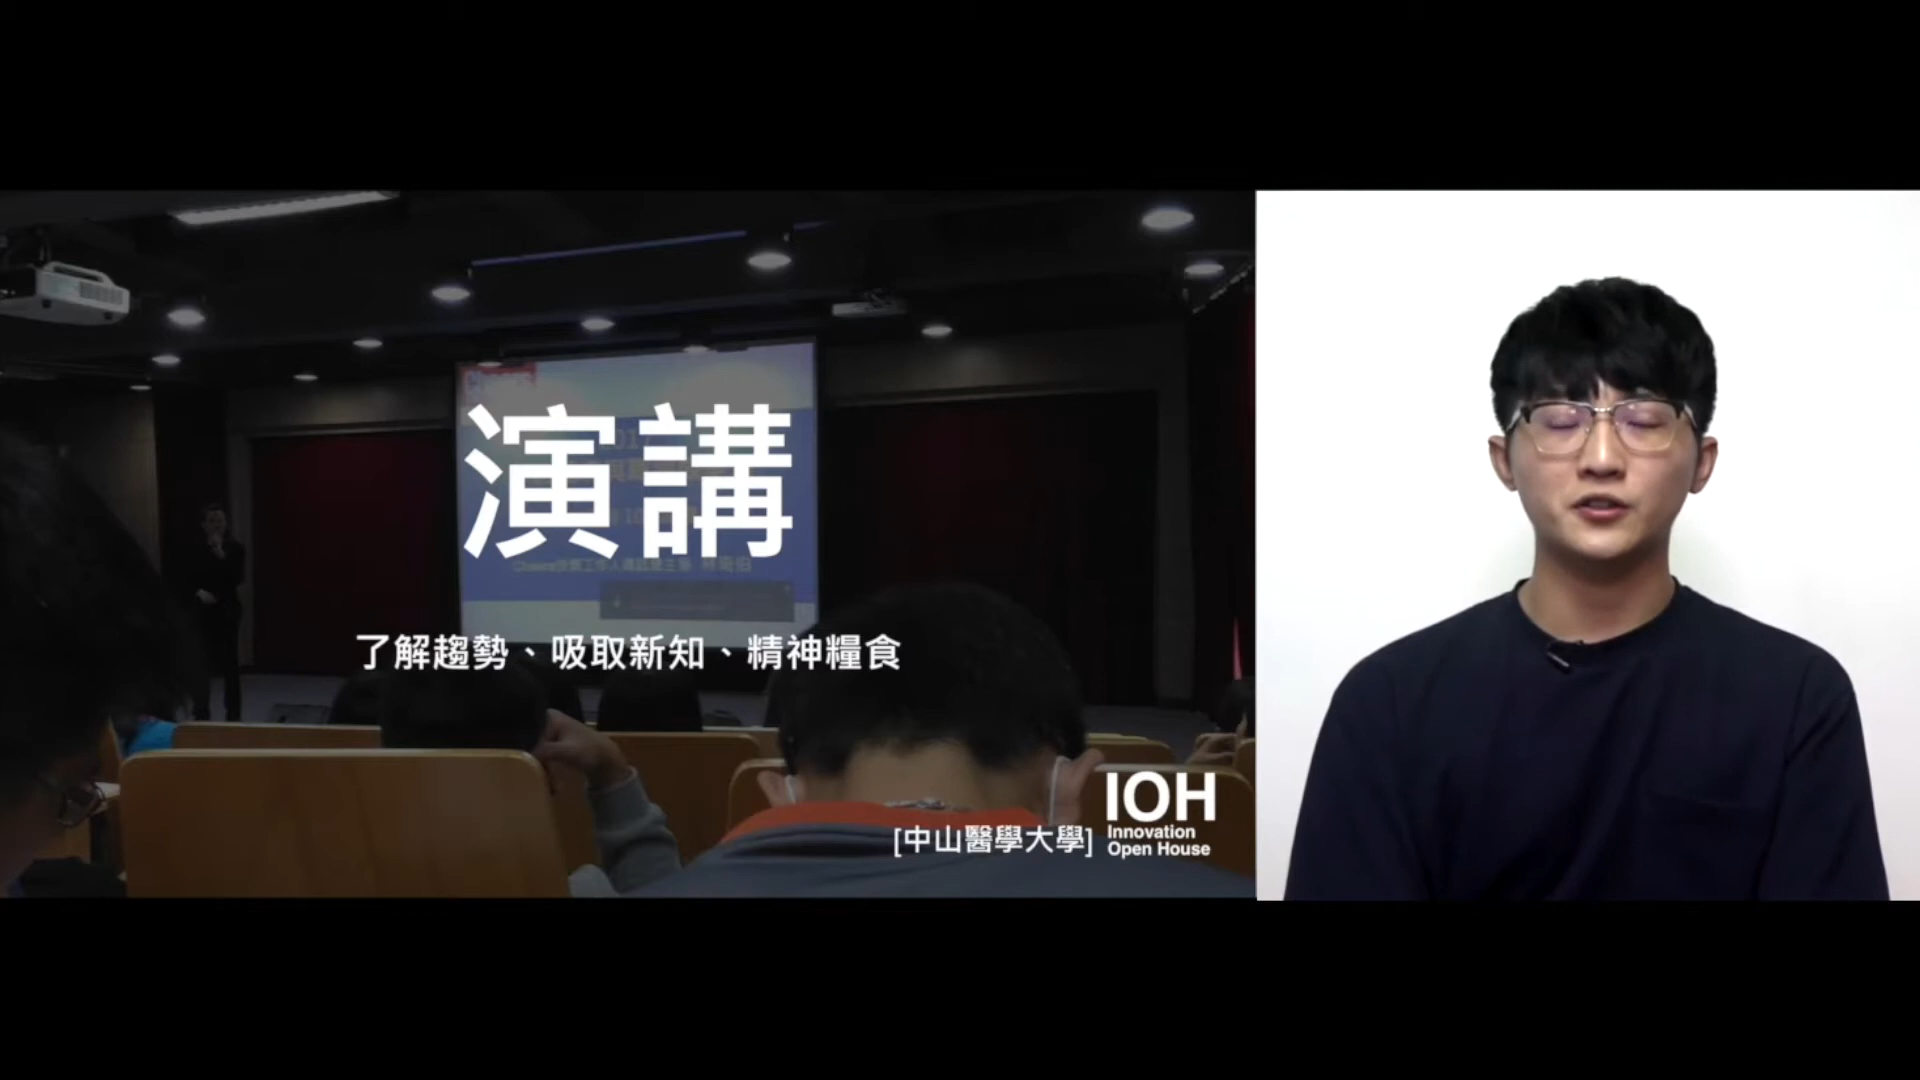 演講
了解趨勢、吸取新知、精神糧食
[中山醫學大學]
IOH
Innovation
Open House